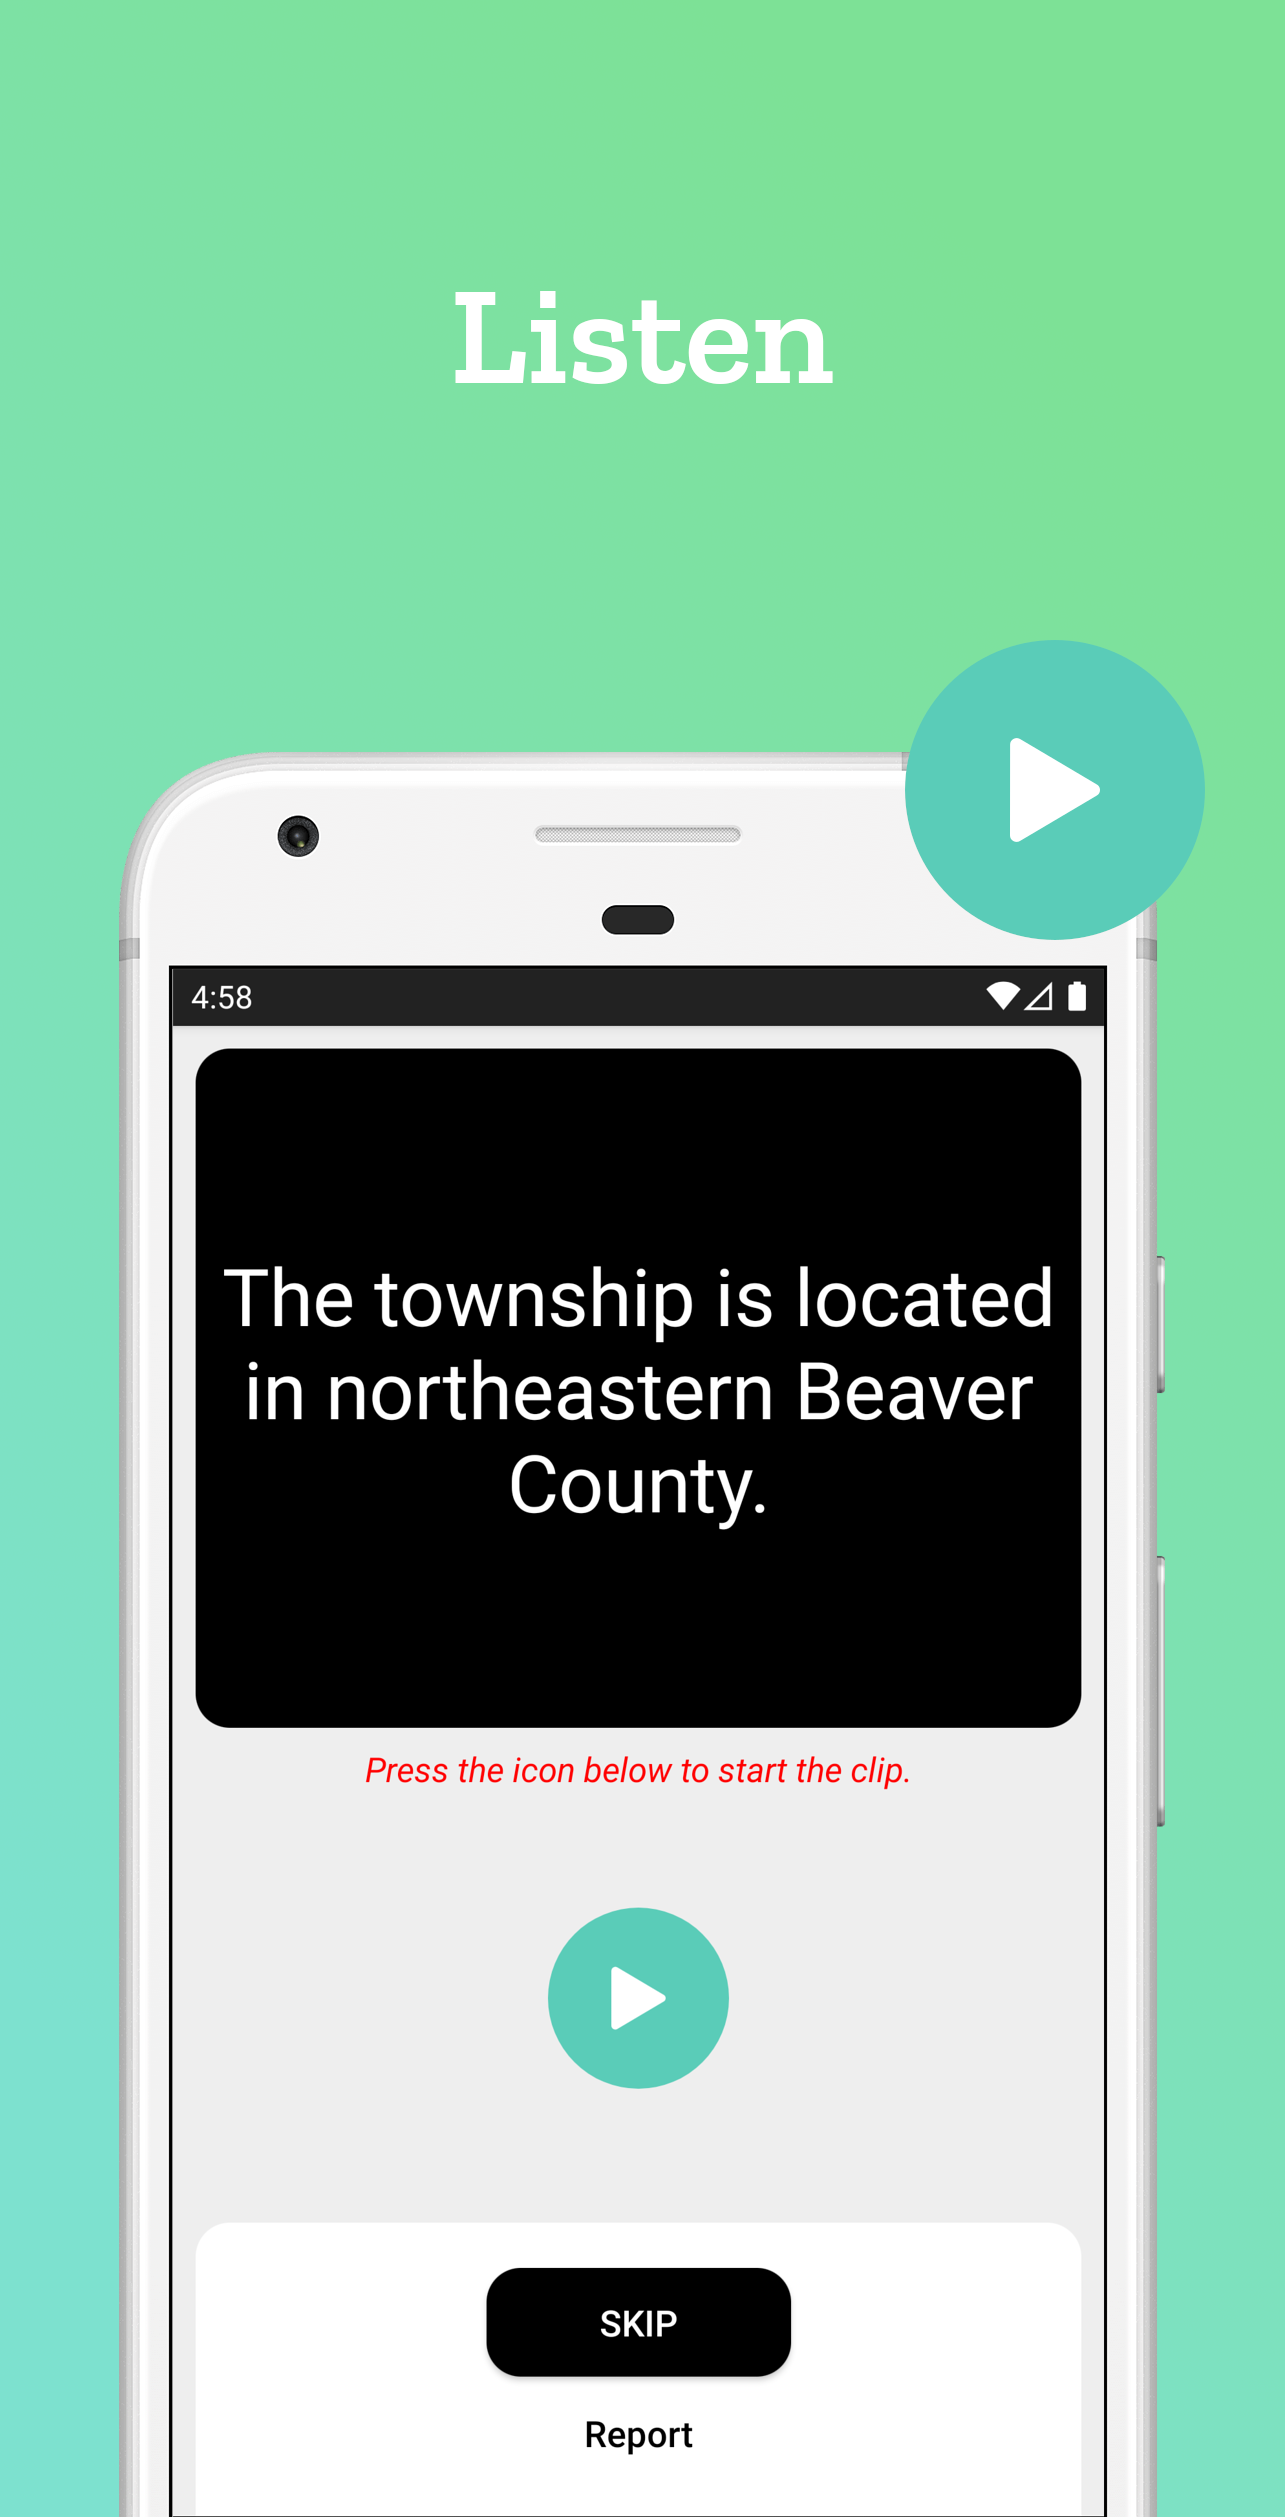 Listen
4:58
The township is located
in northeastern Beaver
County.
Press the icon below to start the clip.
SKIP
Report